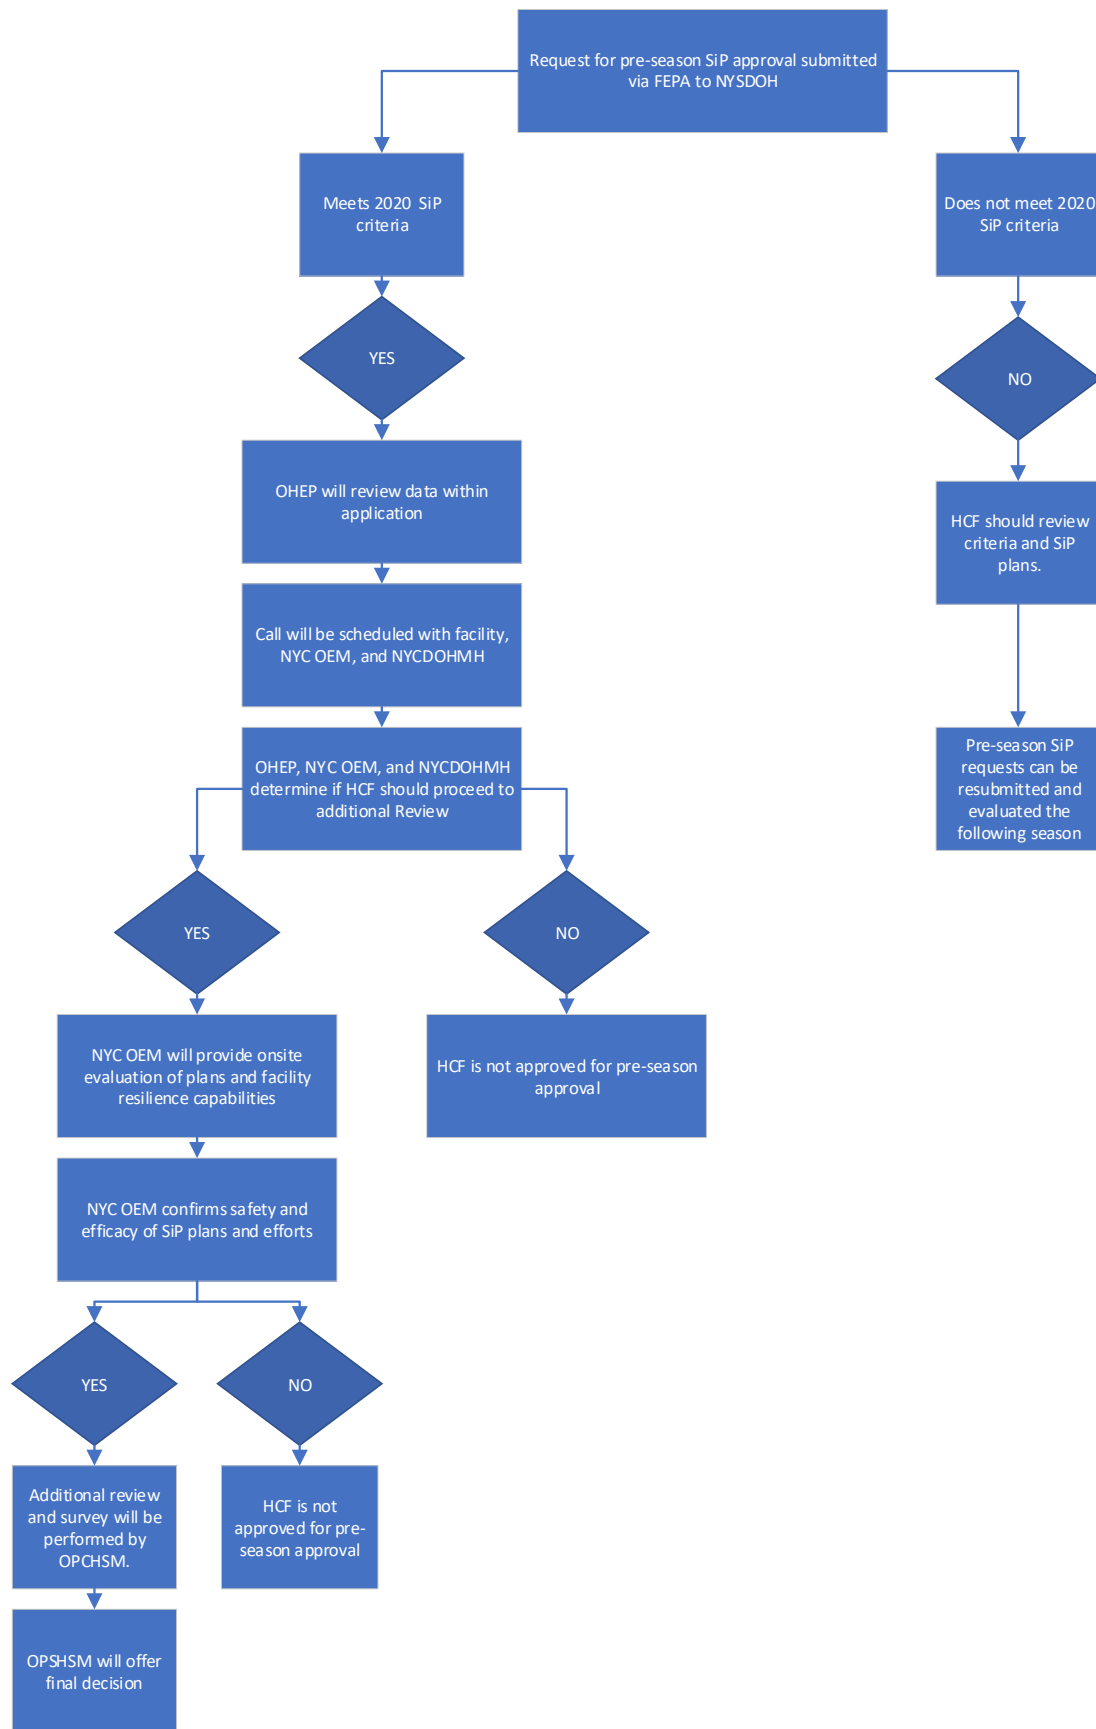 Request for pre-season SiP approval submitted
via FEPA to NYSDOH
Meets 2020 SiP
criteria
Does not meet 2020
SiP criteria
YES
NO
OHEP will review data within
application
HCF should review
criteria and SiP
plans.
Call will be scheduled with facility,
NYC OEM, and NYCDOHMH
OHEP, NYC OEM, and NYCDOHMH
determine if HCF should proceed to
additional Review
Pre-season SiP
requests can be
resubmitted and
evaluated the
following season
YES
NO
NYC OEM will provide onsite
evaluation of plans and facility
resilience capabilities
HCF is not approved for pre-season
approval
NYC OEM confirms safety and
efficacy of SiP plans and efforts
YES
NO
Additional review
and survey will be
performed by
OPCHSM.
HCF is not
approved for pre-
season approval
OPSHSM will offer
final decision